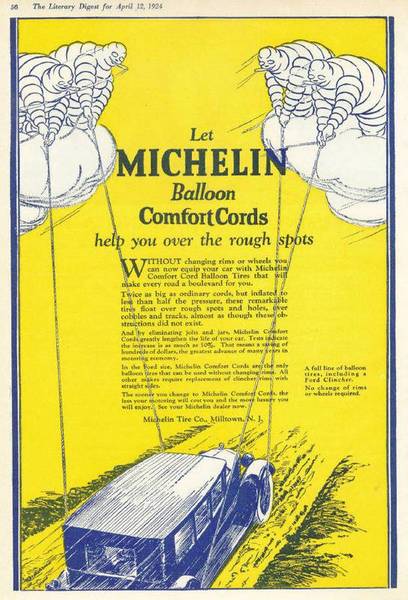 56 The Literary Digest for April 12, 1924
Let
MICHELIN
Balloon
Comfort Cords
help you over the rough spots
WITHOUT changing rims or wheels you
can now equip your car with Michelin
Comfort Cord Balloon Tires that will
make every road a boulevard for you.
Twice as big as ordinary cords, but inflated to
less than half the pressure, these remarkable
tires float over rough spots and holes, over
cobbles and tracks, almost as though these ob-
structions did not exist.
And by eliminating jolts and jars, Michelin Comfort
Cords greatly lengthen the life of your car. Tests indicate
the increase is as much as 50%. That means a saving of
hundreds of dollars, the greatest advance of many years in
motoring economy.
In the Ford size, Michelin Comfort Cords are the only
balloon tires that can be used without changing rims. All
other makes require replacement of clincher rims with
straight sides.
The sooner you change to Michelin Comfort Cords, the
less your motoring will cost you and the more luxury you
will enjoy. See your Michelin dealer now.
Michelin Tire Co., Milltown, N. J.
A full line of balloon
tires, including a
Ford Clincher.
No change of rims
or wheels required.